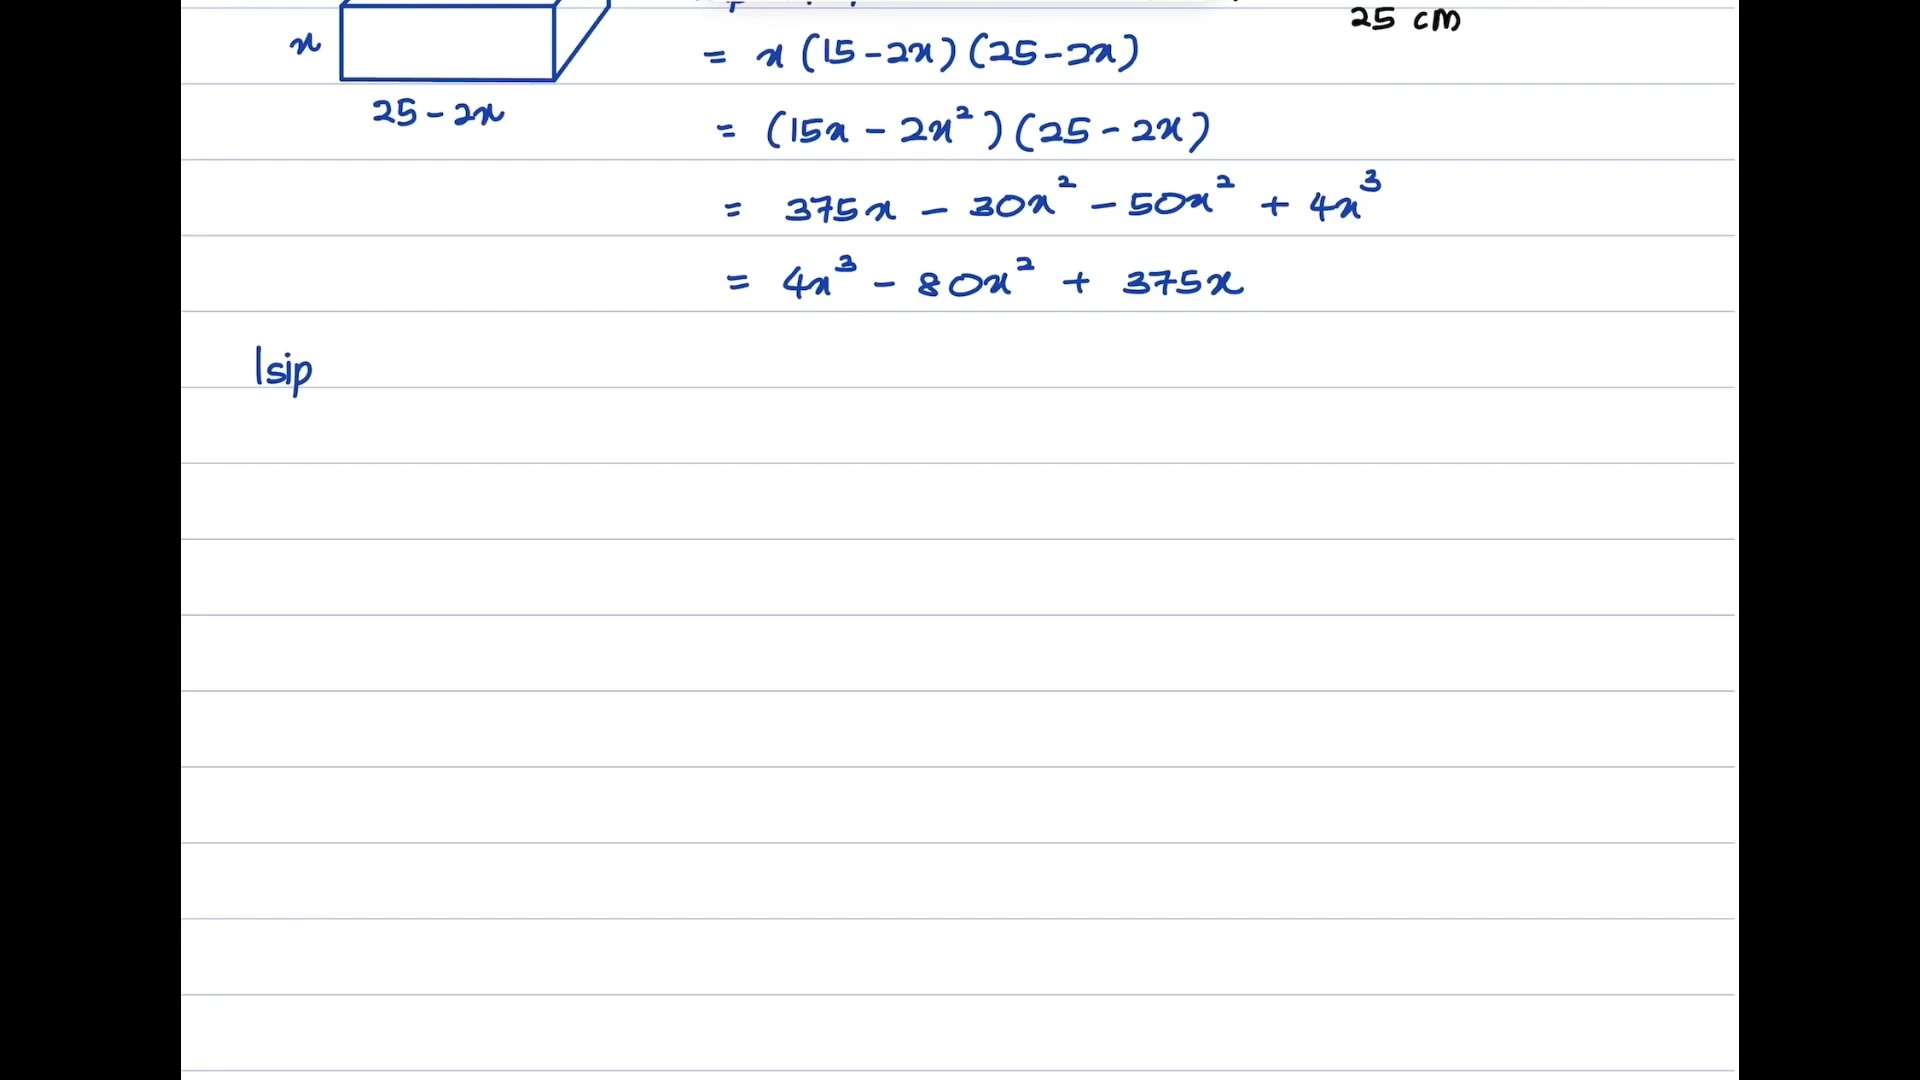 25 cm
x
= x (15 - 2x) (25 - 2x)
25 - 2x
= (15x - 2x²) (25 - 2x)
= 375x - 30x² - 50x² + 4x³
= 4x³ - 80x² + 375x
Isip